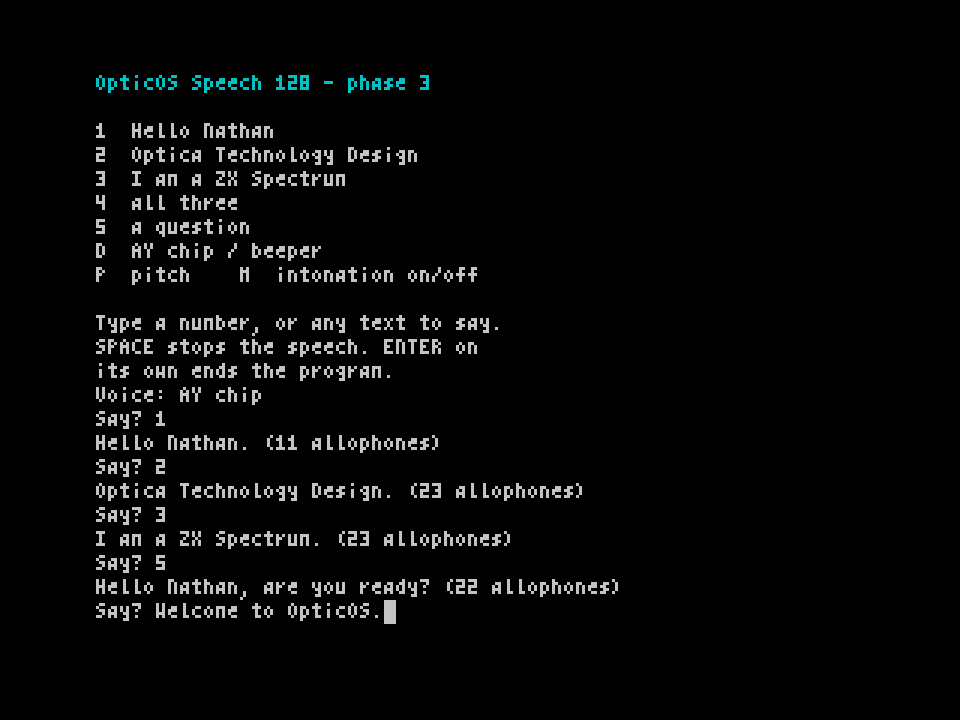 OpticOS Speech 128 - phase 3
1 Hello Nathan
2 Optica Technology Design
3 I am a ZX Spectrum
4 all three
5 a question
D AY chip / beeper
P pitch M intonation on/off
Type a number, or any text to say.
SPACE stops the speech. ENTER on
its own ends the program.
Voice: AY chip
Say? 1
Hello Nathan. (11 allophones)
Say? 2
Optica Technology Design. (23 allophones)
Say? 3
I am a ZX Spectrum. (23 allophones)
Say? 5
Hello Nathan, are you ready? (22 allophones)
Say? Welcome to OpticOS.